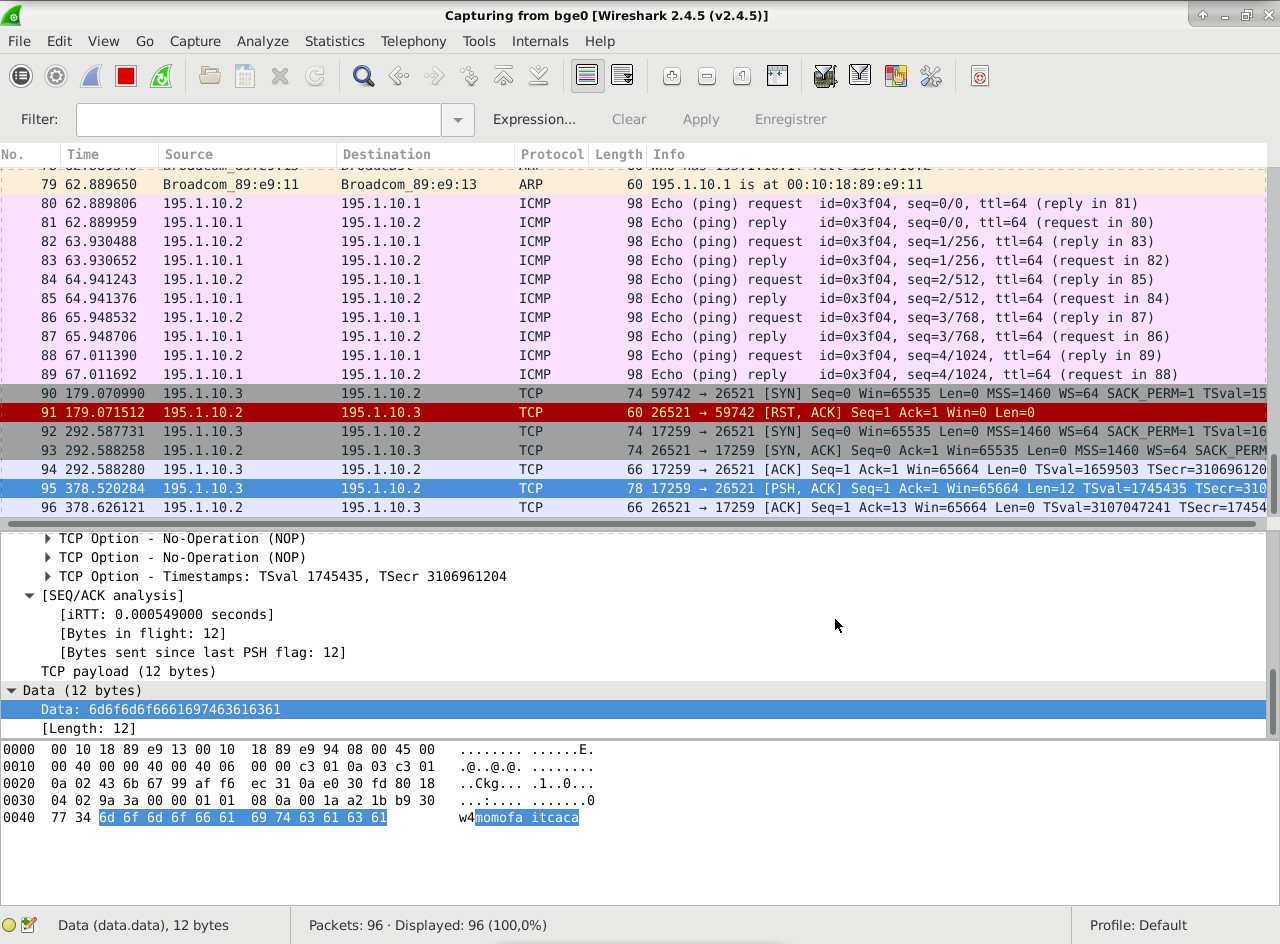 Capturing from bge0 [Wireshark 2.4.5 (v2.4.5)]
File Edit View Go Capture Analyze Statistics Telephony Tools Internals Help
Filter: Expression... Clear Apply Enregistrer
No. Time Source Destination Protocol Length Info
79 62.889650 Broadcom_89:e9:11 Broadcom_89:e9:13 ARP 60 195.1.10.1 is at 00:10:18:89:e9:11
80 62.889806 195.1.10.2 195.1.10.1 ICMP 98 Echo (ping) request id=0x3f04, seq=0/0, ttl=64 (reply in 81)
81 62.889959 195.1.10.1 195.1.10.2 ICMP 98 Echo (ping) reply id=0x3f04, seq=0/0, ttl=64 (request in 80)
82 63.930488 195.1.10.2 195.1.10.1 ICMP 98 Echo (ping) request id=0x3f04, seq=1/256, ttl=64 (reply in 83)
83 63.930652 195.1.10.1 195.1.10.2 ICMP 98 Echo (ping) reply id=0x3f04, seq=1/256, ttl=64 (request in 82)
84 64.941243 195.1.10.2 195.1.10.1 ICMP 98 Echo (ping) request id=0x3f04, seq=2/512, ttl=64 (reply in 85)
85 64.941376 195.1.10.1 195.1.10.2 ICMP 98 Echo (ping) reply id=0x3f04, seq=2/512, ttl=64 (request in 84)
86 65.948532 195.1.10.2 195.1.10.1 ICMP 98 Echo (ping) request id=0x3f04, seq=3/768, ttl=64 (reply in 87)
87 65.948706 195.1.10.1 195.1.10.2 ICMP 98 Echo (ping) reply id=0x3f04, seq=3/768, ttl=64 (request in 86)
88 67.011390 195.1.10.2 195.1.10.1 ICMP 98 Echo (ping) request id=0x3f04, seq=4/1024, ttl=64 (reply in 89)
89 67.011692 195.1.10.1 195.1.10.2 ICMP 98 Echo (ping) reply id=0x3f04, seq=4/1024, ttl=64 (request in 88)
90 179.070990 195.1.10.3 195.1.10.2 TCP 74 59742 → 26521 [SYN] Seq=0 Win=65535 Len=0 MSS=1460 WS=64 SACK_PERM=1 TSval=15
91 179.071512 195.1.10.2 195.1.10.3 TCP 60 26521 → 59742 [RST, ACK] Seq=1 Ack=1 Win=0 Len=0
92 292.587731 195.1.10.3 195.1.10.2 TCP 74 17259 → 26521 [SYN] Seq=0 Win=65535 Len=0 MSS=1460 WS=64 SACK_PERM=1 TSval=16
93 292.588258 195.1.10.2 195.1.10.3 TCP 74 26521 → 17259 [SYN, ACK] Seq=0 Ack=1 Win=65535 Len=0 MSS=1460 WS=64 SACK_PERM
94 292.588280 195.1.10.3 195.1.10.2 TCP 66 17259 → 26521 [ACK] Seq=1 Ack=1 Win=65664 Len=0 TSval=1659503 TSecr=310696120
95 378.520284 195.1.10.3 195.1.10.2 TCP 78 17259 → 26521 [PSH, ACK] Seq=1 Ack=1 Win=65664 Len=12 TSval=1745435 TSecr=310
96 378.626121 195.1.10.2 195.1.10.3 TCP 66 26521 → 17259 [ACK] Seq=1 Ack=13 Win=65664 Len=0 TSval=3107047241 TSecr=17454
TCP Option - No-Operation (NOP)
TCP Option - No-Operation (NOP)
TCP Option - Timestamps: TSval 1745435, TSecr 3106961204
[SEQ/ACK analysis]
[iRTT: 0.000549000 seconds]
[Bytes in flight: 12]
[Bytes sent since last PSH flag: 12]
TCP payload (12 bytes)
Data (12 bytes)
Data: 6d6f6d6f6661697463616361
[Length: 12]
0000 00 10 18 89 e9 13 00 10 18 89 e9 94 08 00 45 00 ........ ......E.
0010 00 40 00 00 40 00 40 06 00 00 c3 01 0a 03 c3 01 .@..@.@. ........
0020 0a 02 43 6b 67 99 af f6 ec 31 0a e0 30 fd 80 18 ..Ckg... .1..0...
0030 04 02 9a 3a 00 00 01 01 08 0a 00 1a a2 1b b9 30 ...:.... .......0
0040 77 34 6d 6f 6d 6f 66 61 69 74 63 61 63 61 w4momofa itcaca
Data (data.data), 12 bytes Packets: 96 · Displayed: 96 (100,0%) Profile: Default